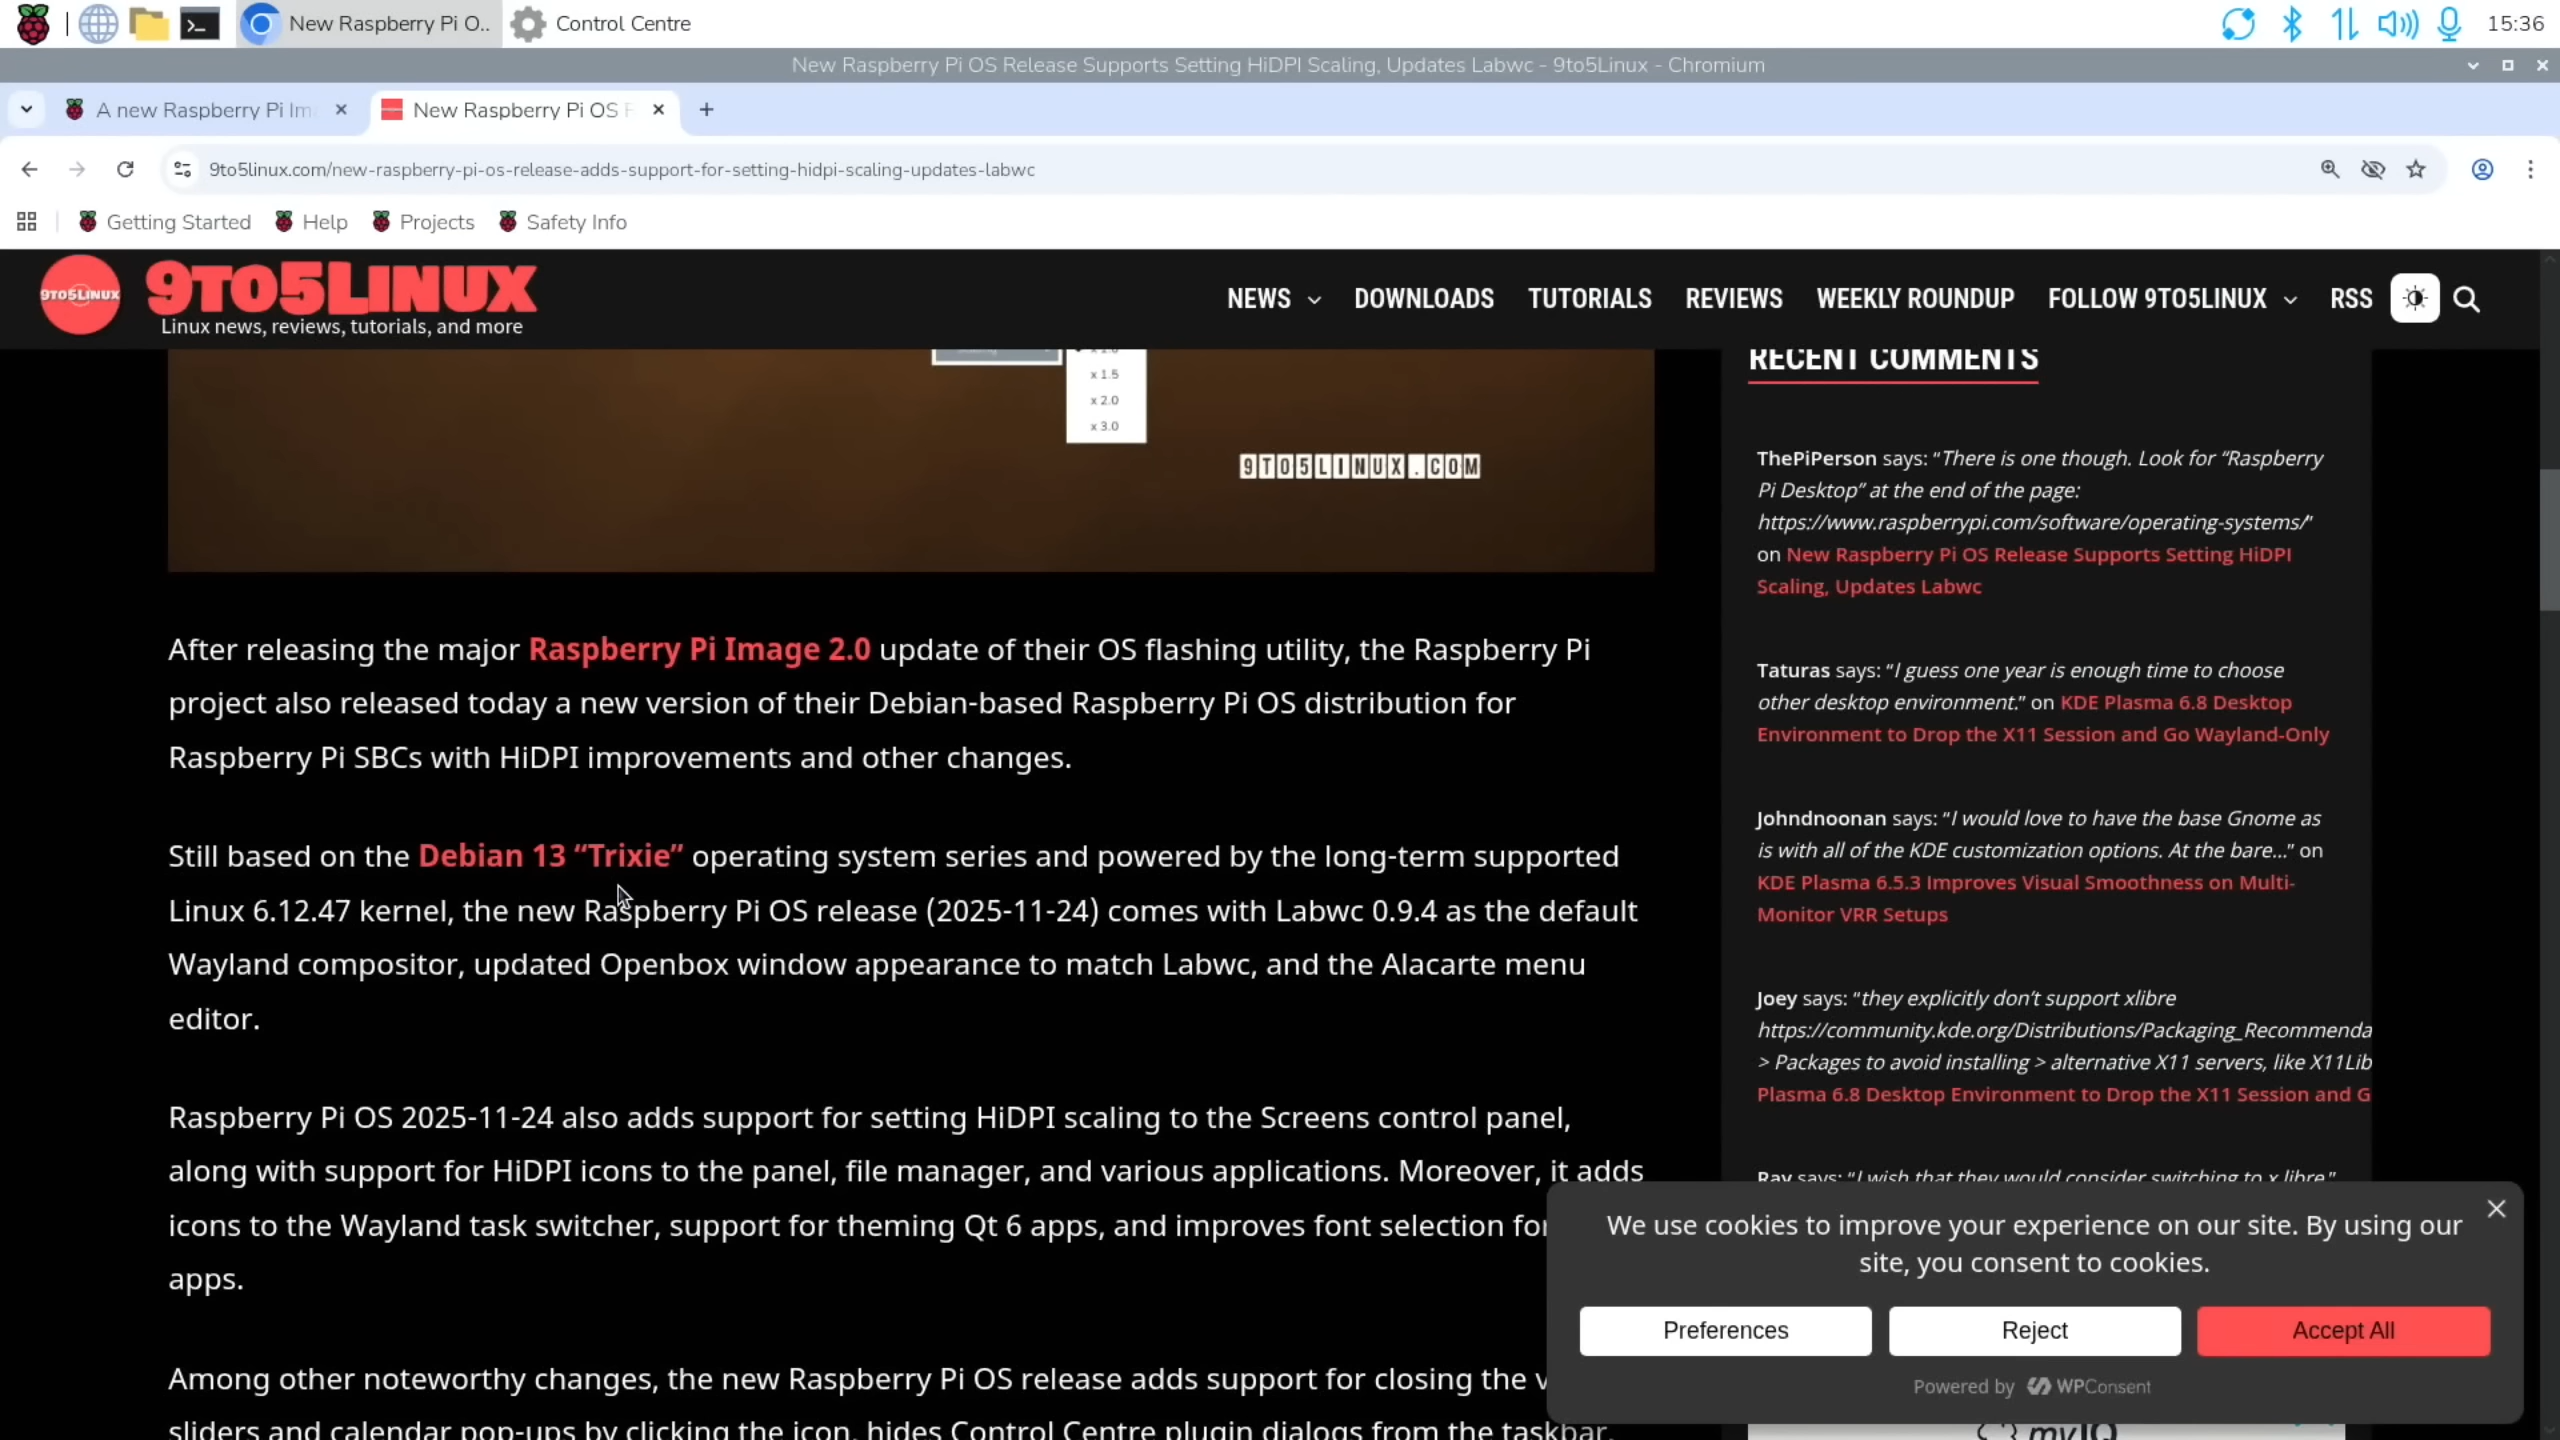 New Raspberry Pi O..
Control Centre
15:36
New Raspberry Pi OS Release Supports Setting HiDPI Scaling, Updates Labwc - 9to5Linux - Chromium
A new Raspberry Pi Im
New Raspberry Pi OS
9to5linux.com/new-raspberry-pi-os-release-adds-support-for-setting-hidpi-scaling-updates-labwc
Getting Started
Help
Projects
Safety Info
9TO5LINUX
9TO5LINUX
Linux news, reviews, tutorials, and more
NEWS
DOWNLOADS
TUTORIALS
REVIEWS
WEEKLY ROUNDUP
FOLLOW 9TO5LINUX
RSS
x 1.5
x 2.0
x 3.0
9TO5LINUX.COM
After releasing the major Raspberry Pi Image 2.0 update of their OS flashing utility, the Raspberry Pi
project also released today a new version of their Debian-based Raspberry Pi OS distribution for
Raspberry Pi SBCs with HiDPI improvements and other changes.
Still based on the Debian 13 “Trixie” operating system series and powered by the long-term supported
Linux 6.12.47 kernel, the new Raspberry Pi OS release (2025-11-24) comes with Labwc 0.9.4 as the default
Wayland compositor, updated Openbox window appearance to match Labwc, and the Alacarte menu
editor.
Raspberry Pi OS 2025-11-24 also adds support for setting HiDPI scaling to the Screens control panel,
along with support for HiDPI icons to the panel, file manager, and various applications. Moreover, it adds
icons to the Wayland task switcher, support for theming Qt 6 apps, and improves font selection for
apps.
Among other noteworthy changes, the new Raspberry Pi OS release adds support for closing the
sliders and calendar pop-ups by clicking the icon, hides Control Centre plugin dialogs from the taskbar,
RECENT COMMENTS
ThePiPerson says: “There is one though. Look for “Raspberry
Pi Desktop” at the end of the page:
https://www.raspberrypi.com/software/operating-systems/”
on New Raspberry Pi OS Release Supports Setting HiDPI
Scaling, Updates Labwc
Taturas says: “I guess one year is enough time to choose
other desktop environment.” on KDE Plasma 6.8 Desktop
Environment to Drop the X11 Session and Go Wayland-Only
Johndnoonan says: “I would love to have the base Gnome as
is with all of the KDE customization options. At the bare…” on
KDE Plasma 6.5.3 Improves Visual Smoothness on Multi-
Monitor VRR Setups
Joey says: “they explicitly don’t support xlibre
https://community.kde.org/Distributions/Packaging_Recommenda
> Packages to avoid installing > alternative X11 servers, like X11Lib
Plasma 6.8 Desktop Environment to Drop the X11 Session and G
Ray says: “I wish that they would consider switching to x libre”
We use cookies to improve your experience on our site. By using our
site, you consent to cookies.
Preferences
Reject
Accept All
Powered by WPConsent
myIQ